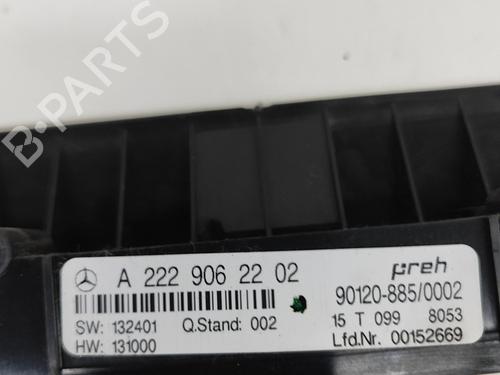 B-PARTS
A 222 906 22 02
preh
90120-885/0002
SW: 132401 Q.Stand: 002
15 T 099 8053
HW: 131000
Lfd.Nr. 00152669